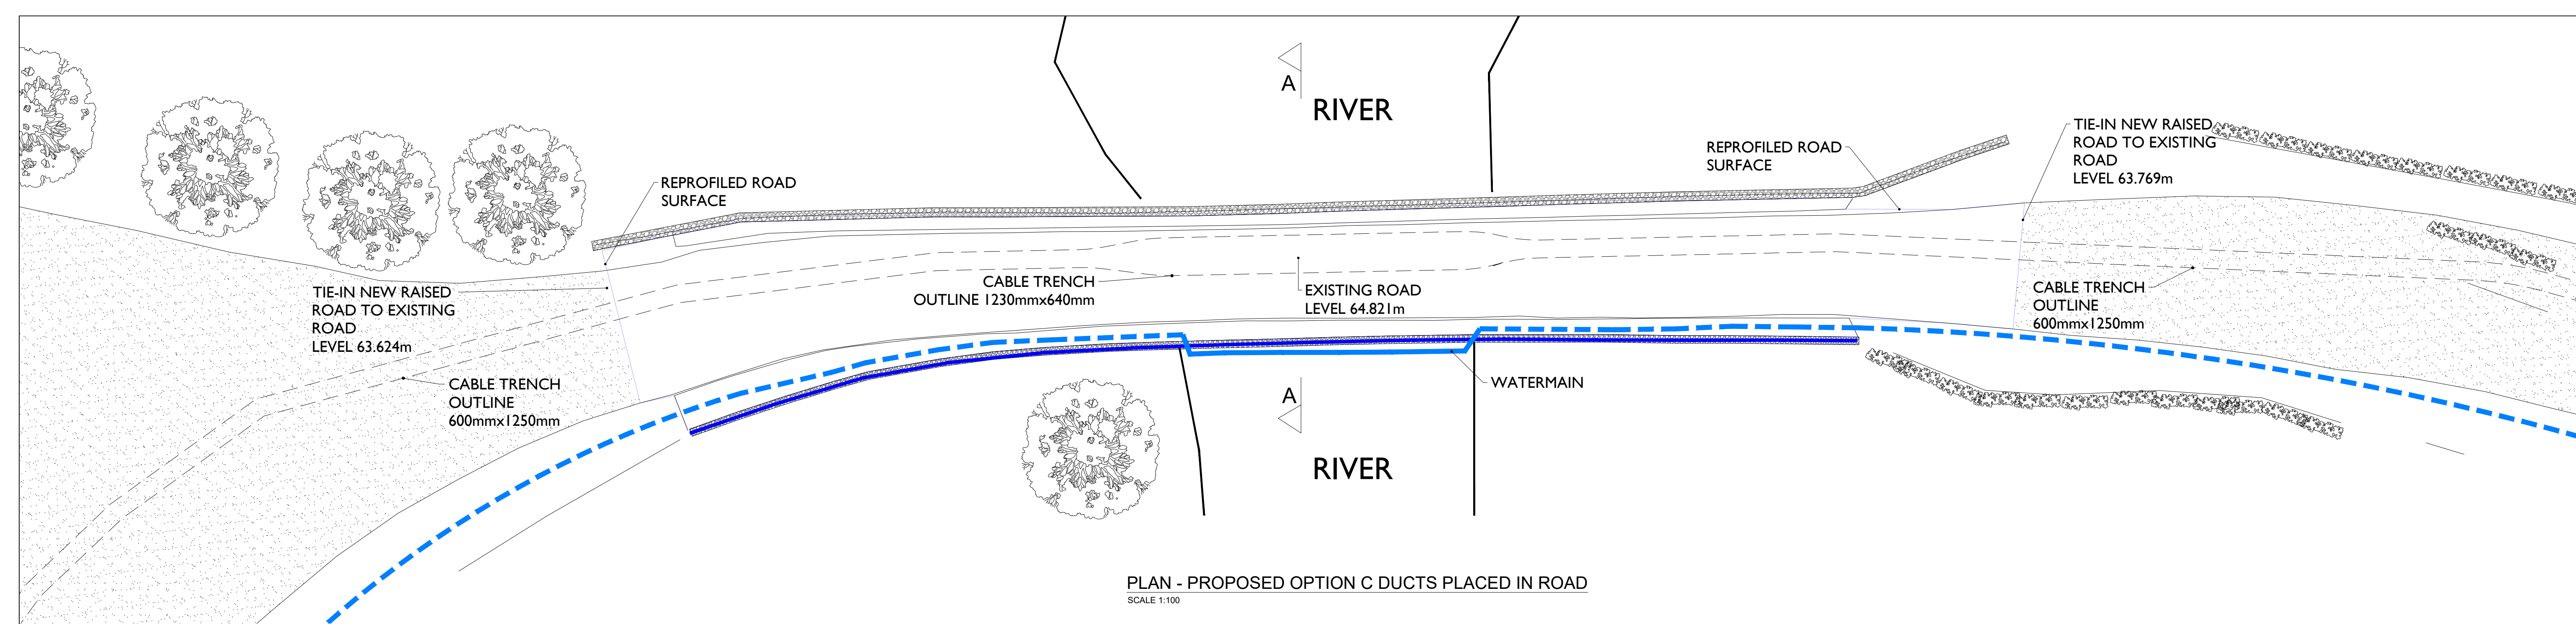 A
RIVER
REPROFILED ROAD
SURFACE
REPROFILED ROAD
SURFACE
TIE-IN NEW RAISED
ROAD TO EXISTING
ROAD
LEVEL 63.769m
TIE-IN NEW RAISED
ROAD TO EXISTING
ROAD
LEVEL 63.624m
CABLE TRENCH
OUTLINE 1230mmx640mm
EXISTING ROAD
LEVEL 64.821m
CABLE TRENCH
OUTLINE
600mmx1250mm
CABLE TRENCH
OUTLINE
600mmx1250mm
WATERMAIN
A
RIVER
PLAN - PROPOSED OPTION C DUCTS PLACED IN ROAD
SCALE 1:100